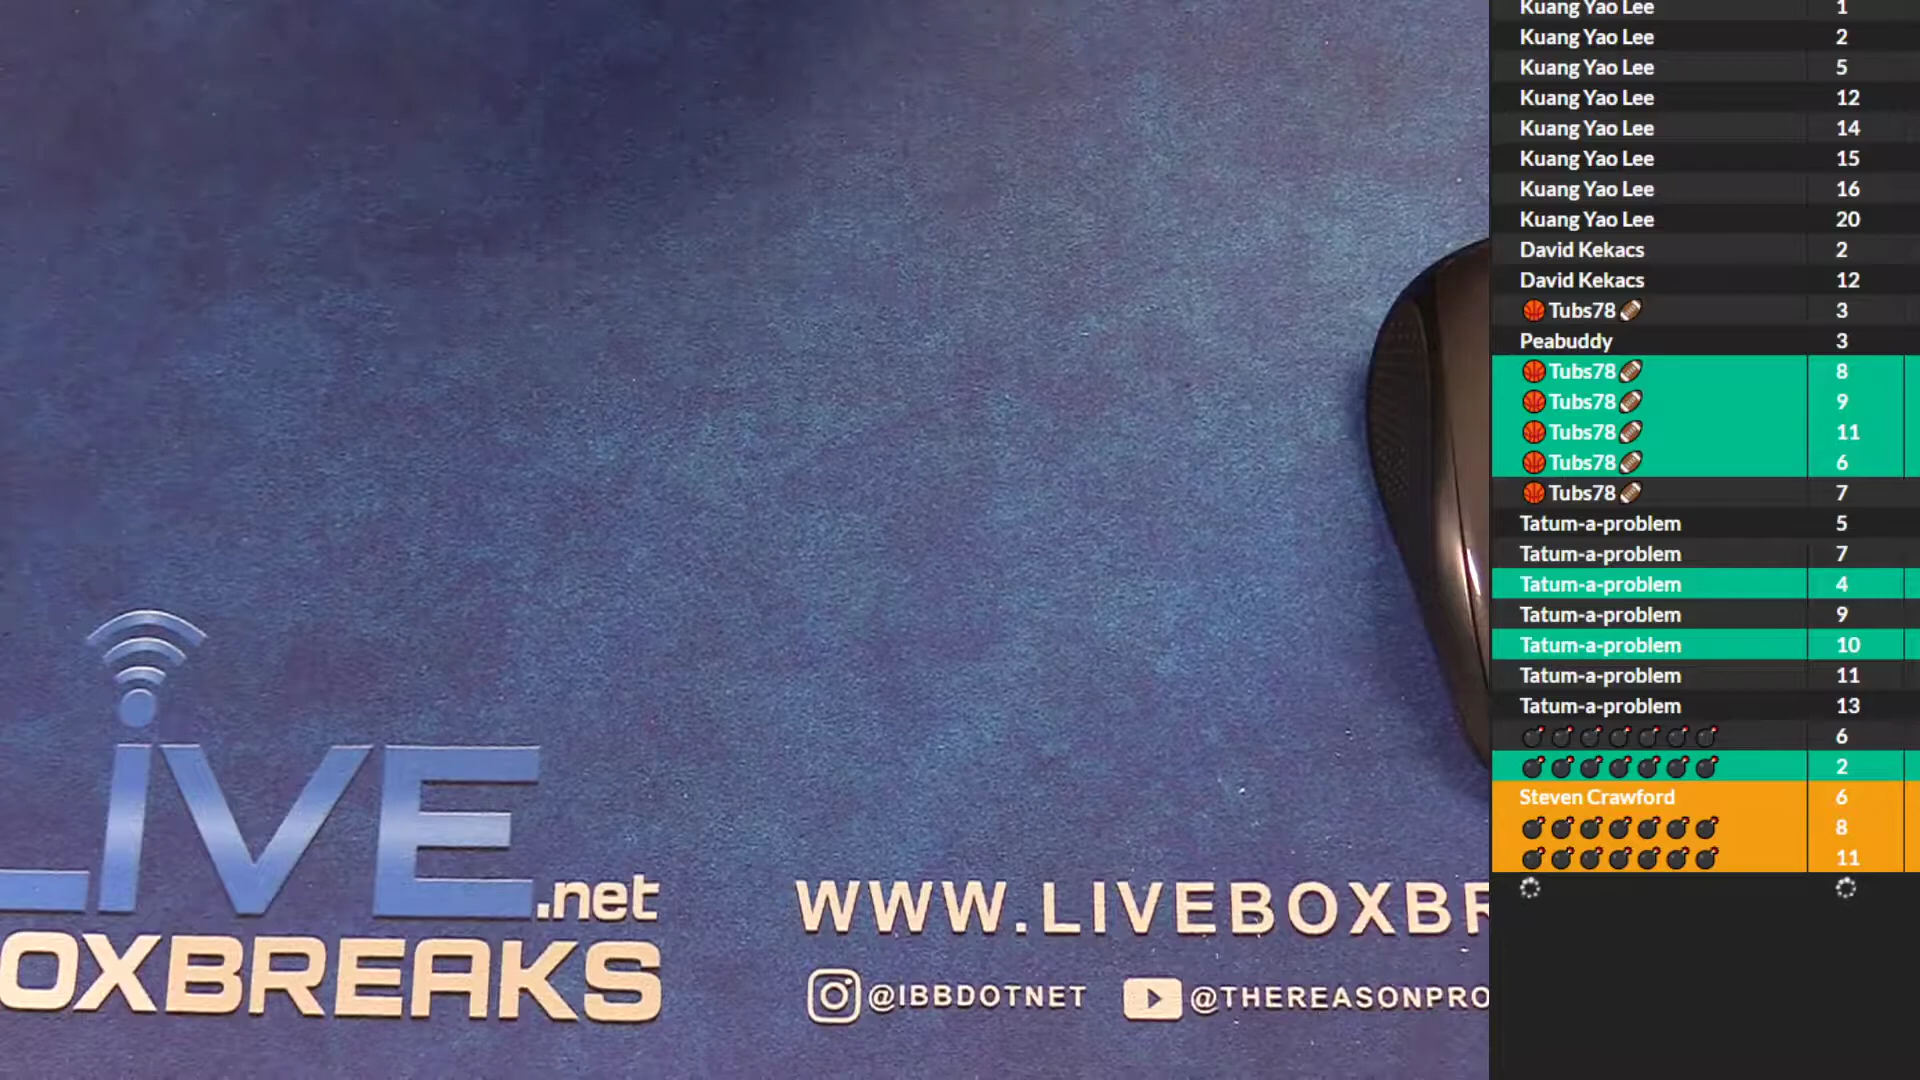 Kuang Yao Lee 1
Kuang Yao Lee 2
Kuang Yao Lee 5
Kuang Yao Lee 12
Kuang Yao Lee 14
Kuang Yao Lee 15
Kuang Yao Lee 16
Kuang Yao Lee 20
David Kekacs 2
David Kekacs 12
🏀Tubs78🏈 3
Peabuddy 3
🏀Tubs78🏈 8
🏀Tubs78🏈 9
🏀Tubs78🏈 11
🏀Tubs78🏈 6
🏀Tubs78🏈 7
Tatum-a-problem 5
Tatum-a-problem 7
Tatum-a-problem 4
Tatum-a-problem 9
Tatum-a-problem 10
Tatum-a-problem 11
Tatum-a-problem 13
💣💣💣💣💣💣💣 6
💣💣💣💣💣💣💣 2
Steven Crawford 6
💣💣💣💣💣💣💣 8
💣💣💣💣💣💣💣 11
LIVE.net
OXBREAKS
WWW.LIVEBOXBR
@IBBDOTNET @THEREASONPRO